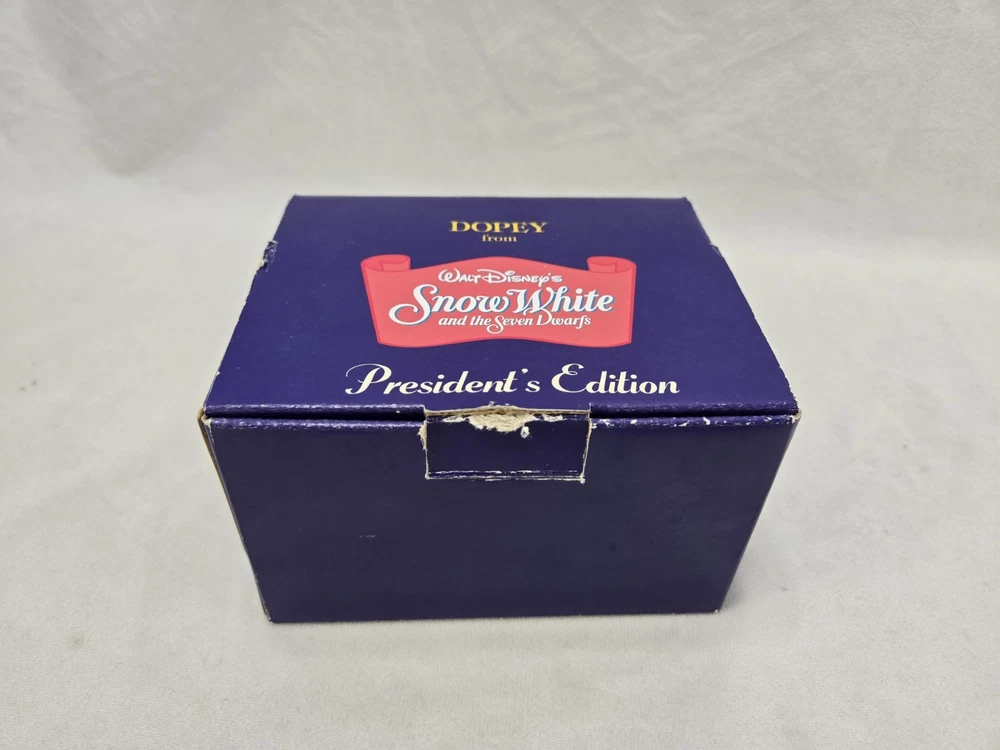 DOPEY
from
Walt Disney's
Snow White
and the Seven Dwarfs
President's Edition